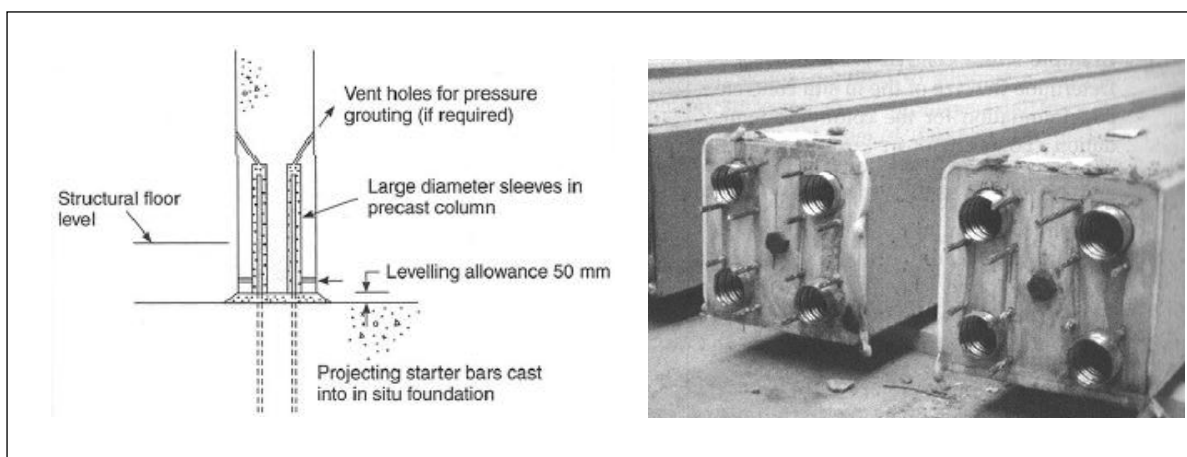 Vent holes for pressure
grouting (if required)
Structural floor
level
Large diameter sleeves in
precast column
Levelling allowance 50 mm
Projecting starter bars cast
into in situ foundation